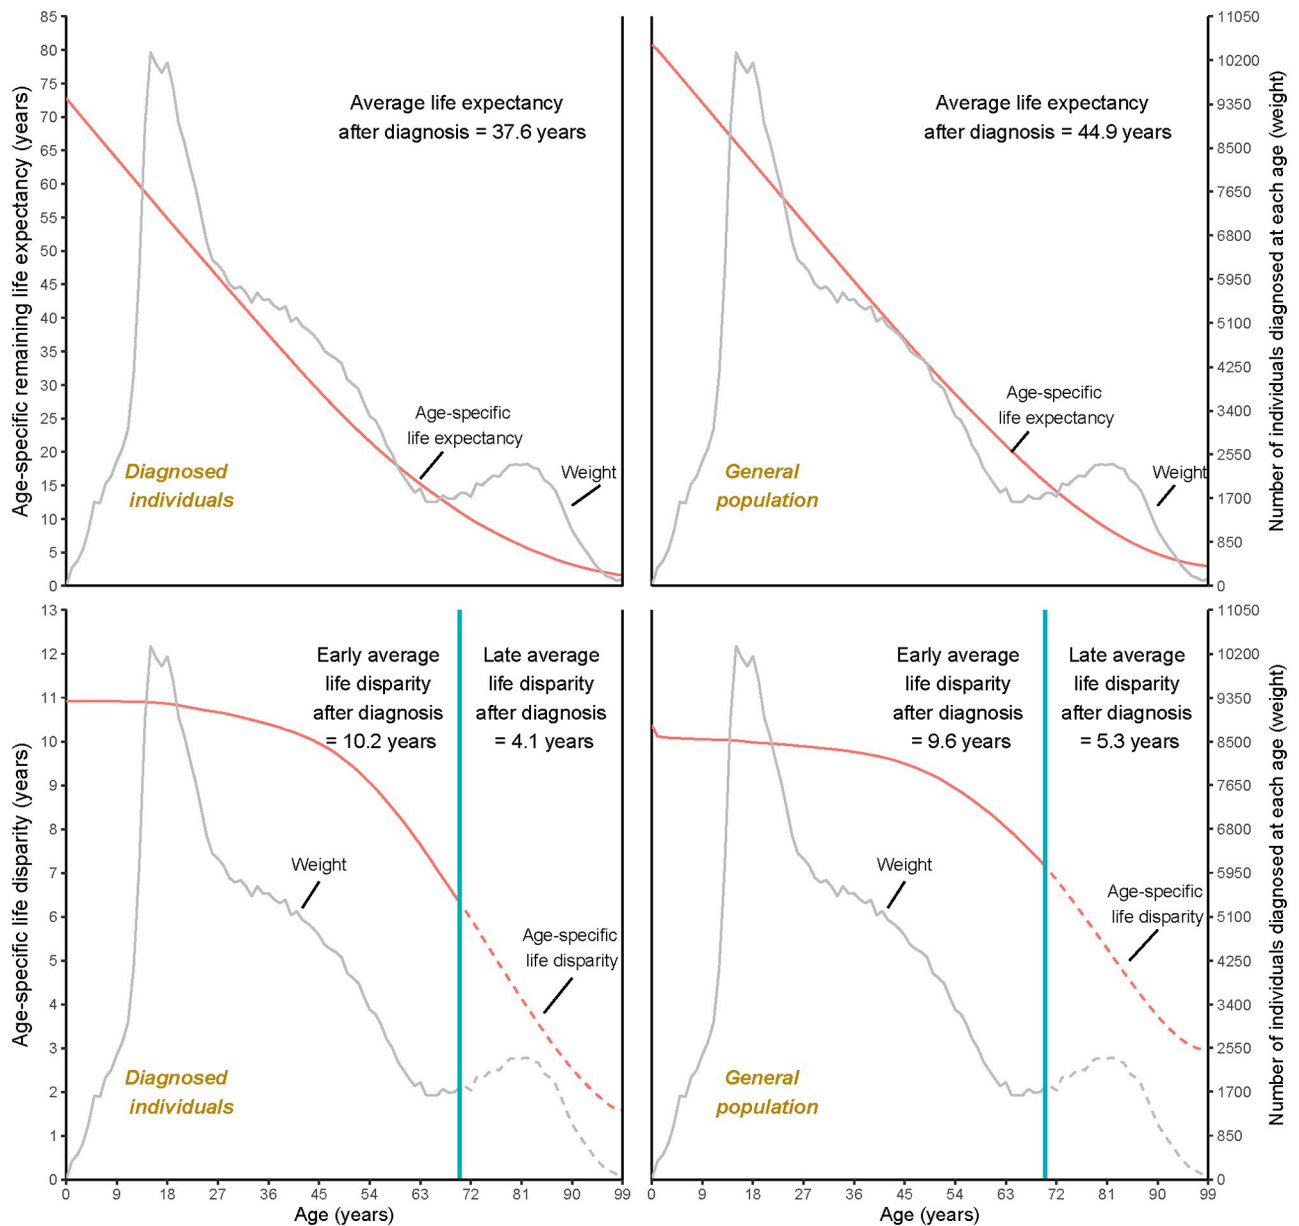 85
80
75
70
65
60
55
50
45
40
35
30
25
20
15
10
5
0
Age-specific remaining life expectancy (years)
Average life expectancy
after diagnosis = 37.6 years
Age-specific
life expectancy
Weight
Diagnosed
individuals
Average life expectancy
after diagnosis = 44.9 years
Age-specific
life expectancy
Weight
General
population
11050
10200
9350
8500
7650
6800
5950
5100
4250
3400
2550
1700
850
0
Number of individuals diagnosed at each age (weight)
13
12
11
10
9
8
7
6
5
4
3
2
1
0
Age-specific life disparity (years)
Early average
life disparity
after diagnosis
= 10.2 years
Late average
life disparity
after diagnosis
= 4.1 years
Weight
Age-specific
life disparity
Diagnosed
individuals
0 9 18 27 36 45 54 63 72 81 90 99
Age (years)
Early average
life disparity
after diagnosis
= 9.6 years
Late average
life disparity
after diagnosis
= 5.3 years
Weight
Age-specific
life disparity
General
population
0 9 18 27 36 45 54 63 72 81 90 99
Age (years)
11050
10200
9350
8500
7650
6800
5950
5100
4250
3400
2550
1700
850
0
Number of individuals diagnosed at each age (weight)